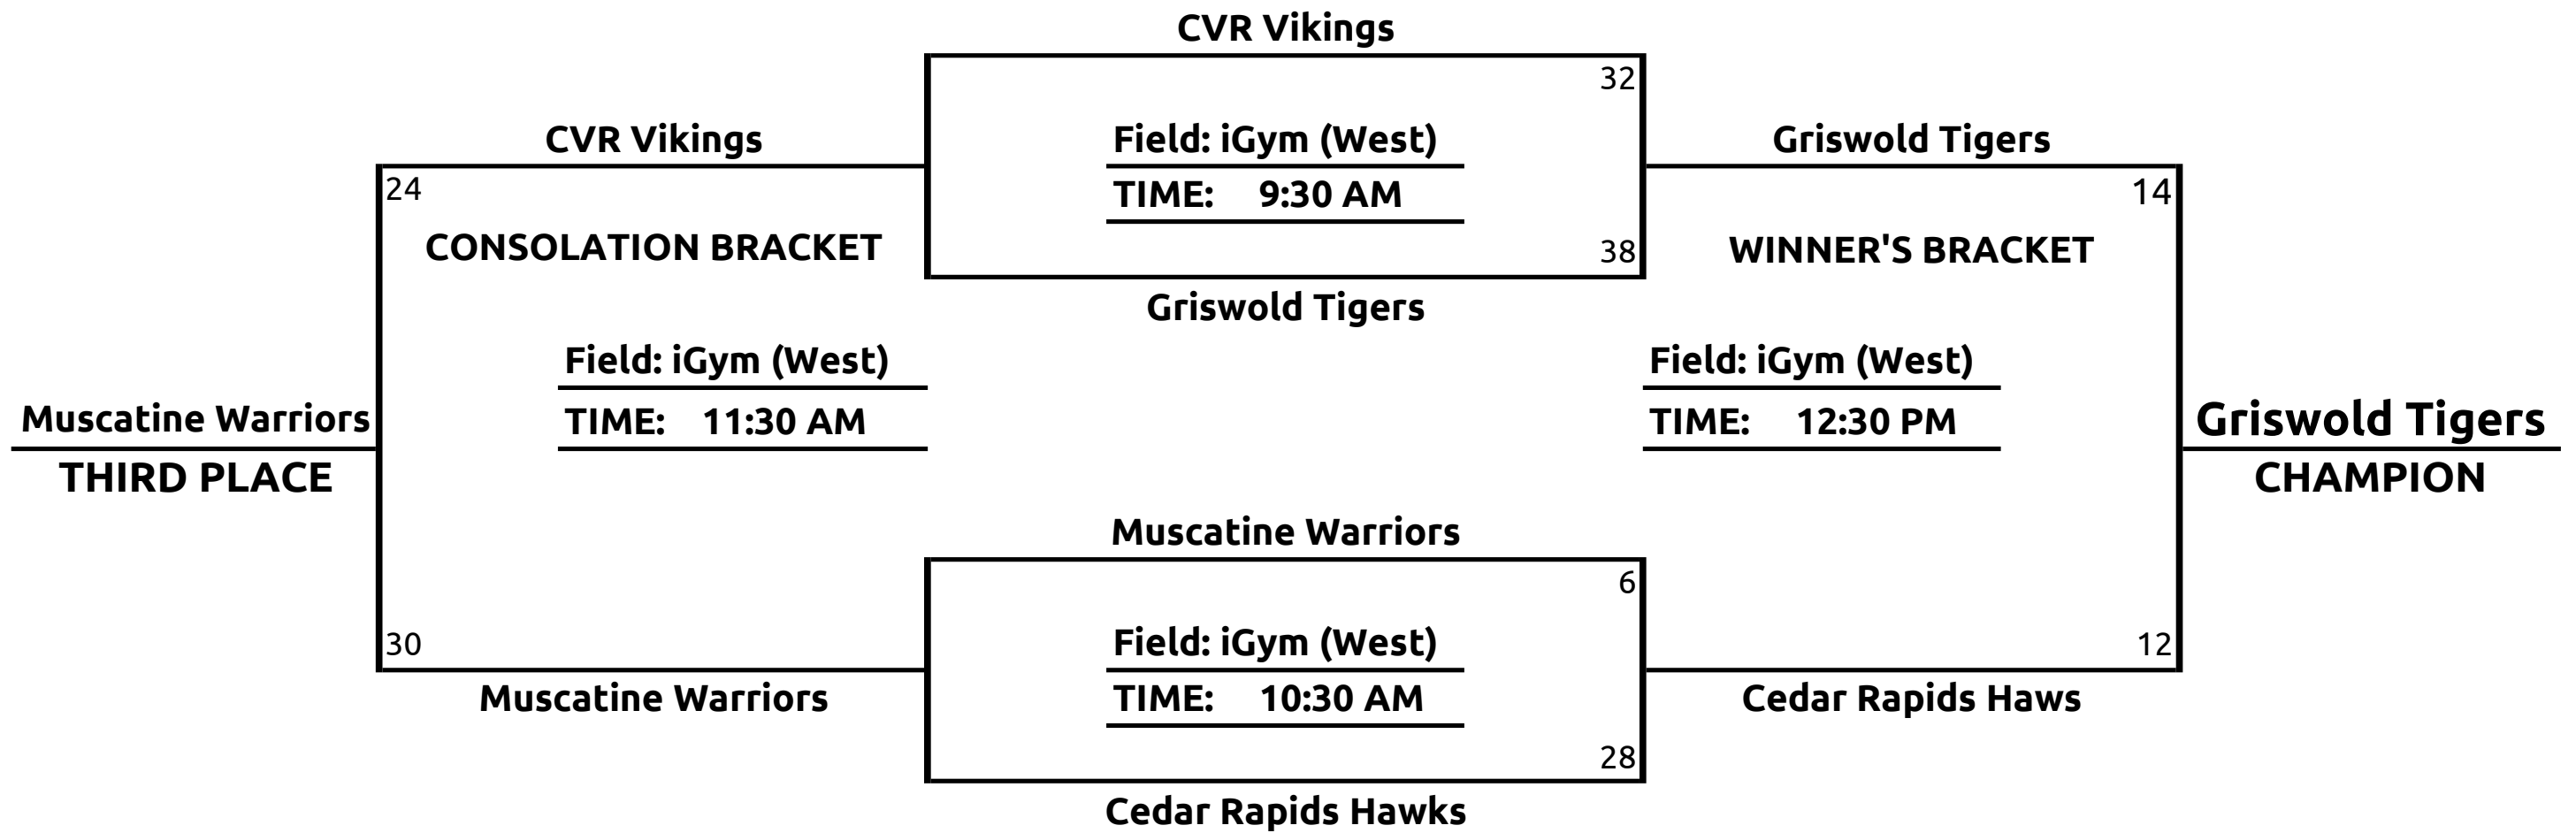 CVR Vikings
32
CVR Vikings
Field: iGym (West)
Griswold Tigers
24
TIME: 9:30 AM
14
CONSOLATION BRACKET
38
WINNER'S BRACKET
Griswold Tigers
Field: iGym (West)
Field: iGym (West)
Muscatine Warriors
TIME: 11:30 AM
TIME: 12:30 PM
Griswold Tigers
THIRD PLACE
CHAMPION
Muscatine Warriors
6
30
Field: iGym (West)
12
Muscatine Warriors
TIME: 10:30 AM
Cedar Rapids Haws
28
Cedar Rapids Hawks